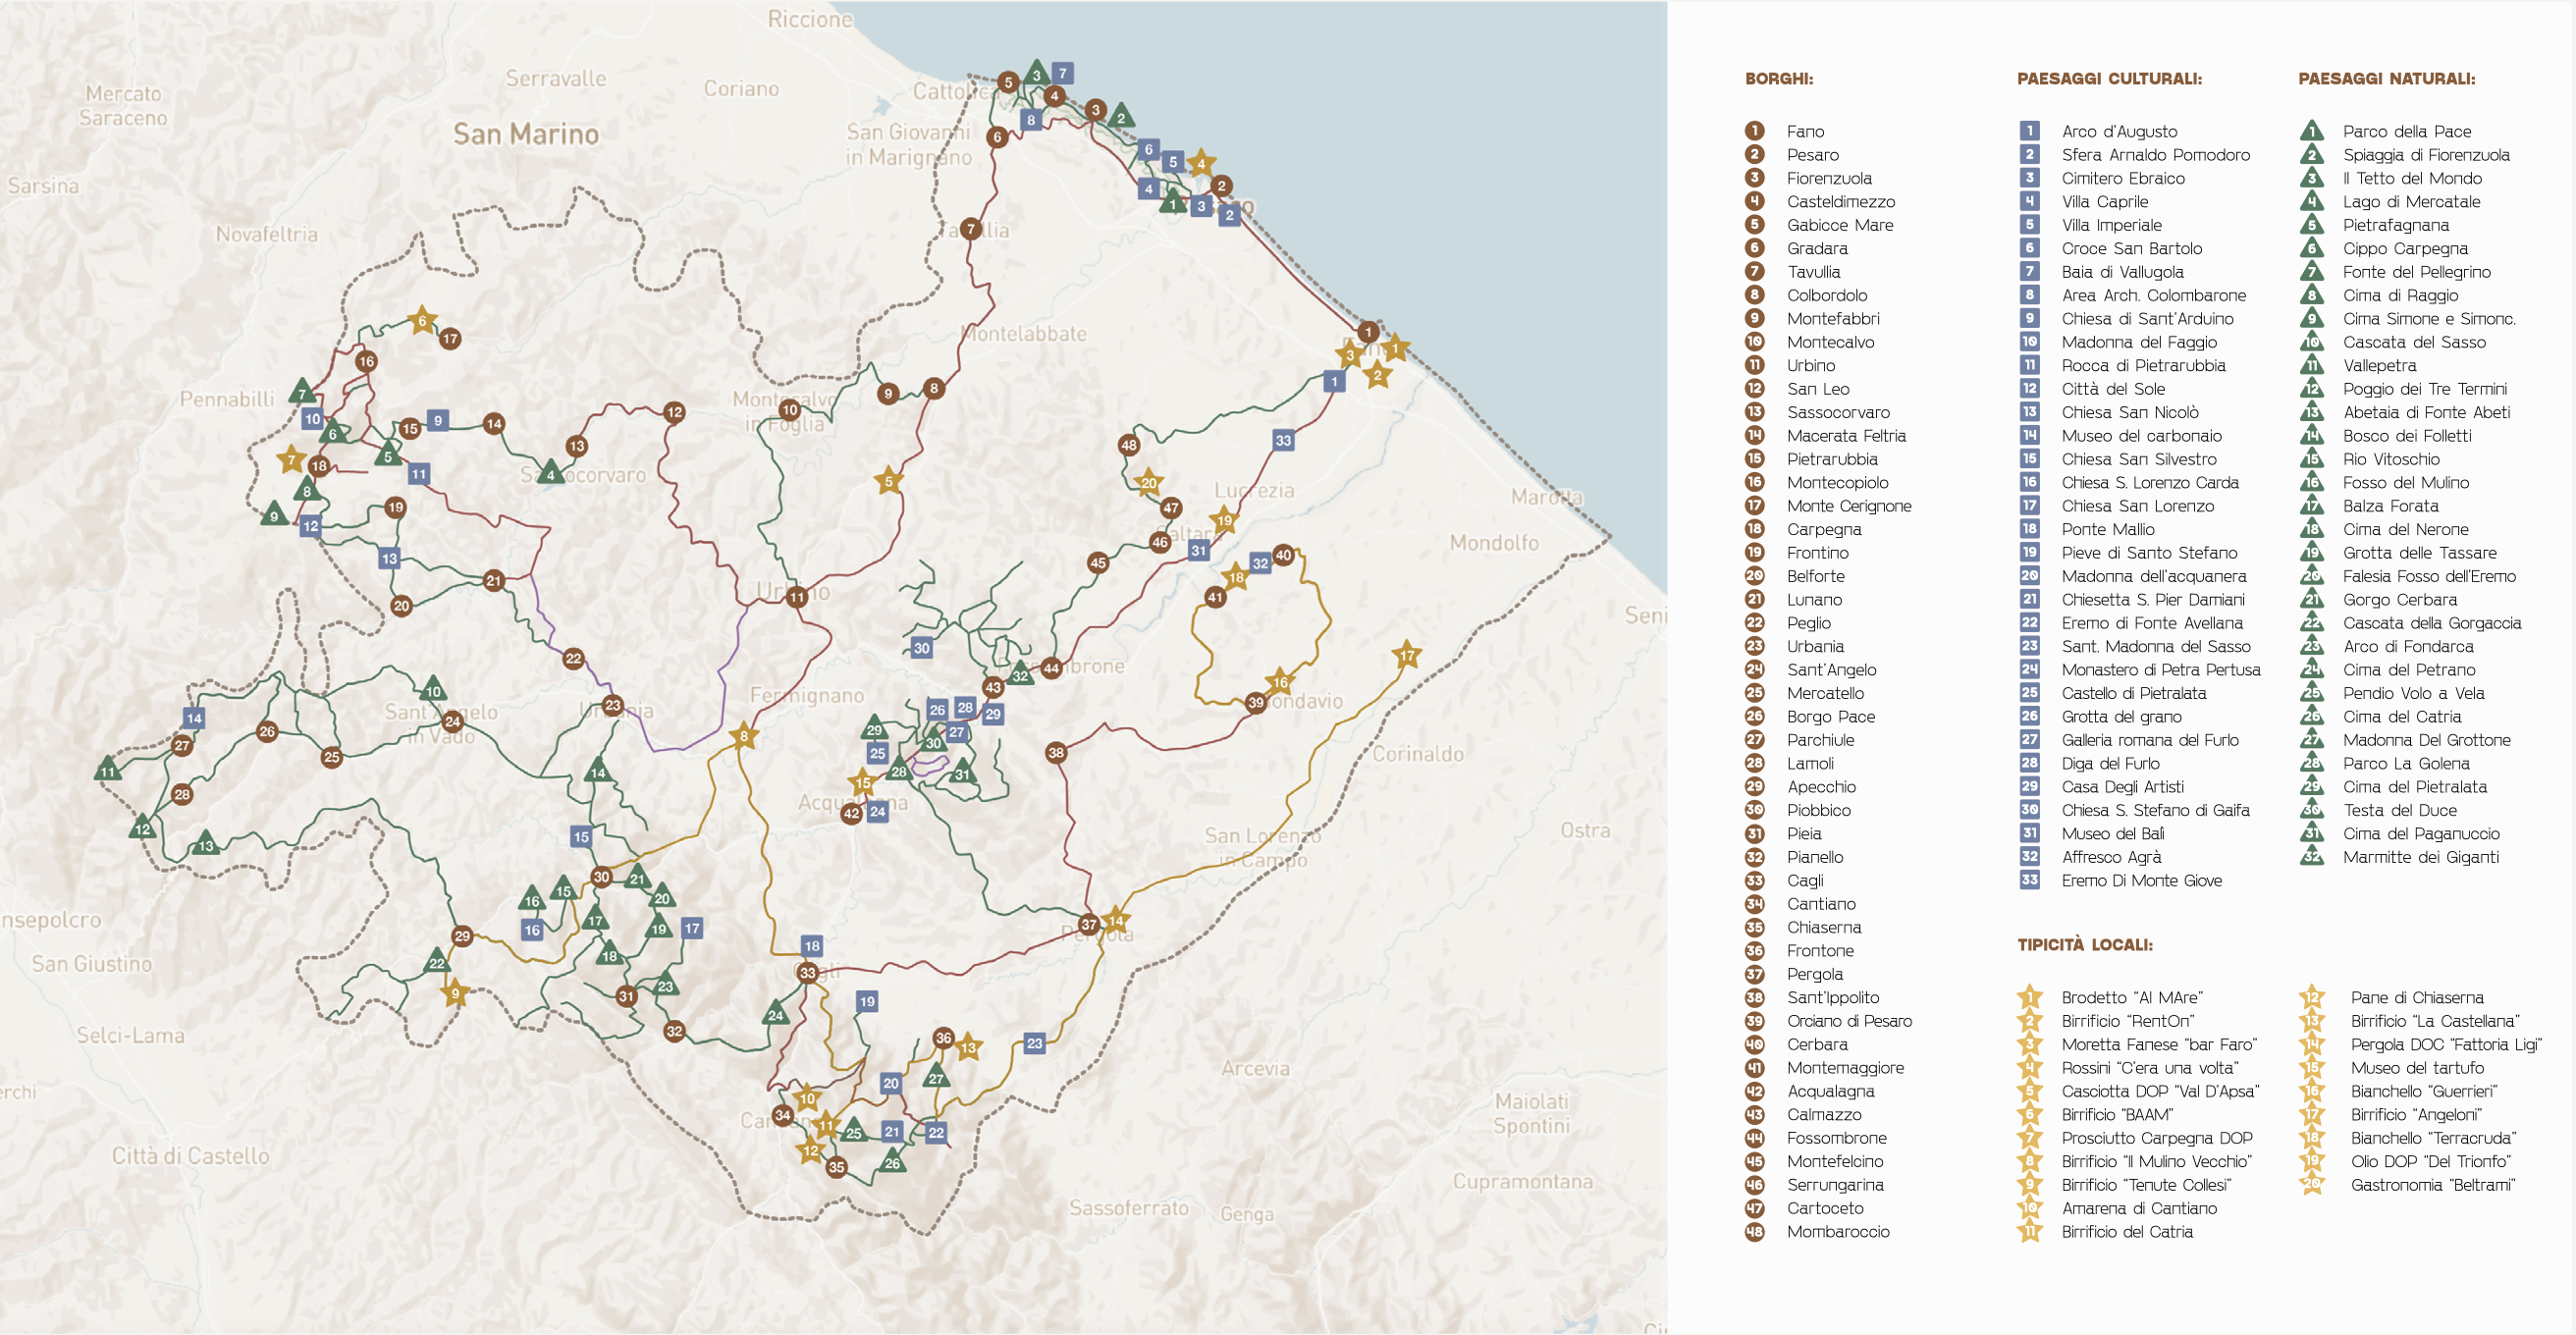 Riccione
Serravalle
Mercato
Saraceno
Coriano
San Marino
San Giovanni
in Marignano
Sarsina
Novafeltria
Montelabbate
Pennabilli
Montecalvo
in Foglia
Lucrezia
Marotta
Mondolfo
Fermignano
Sant'Angelo
in Vado
Corinaldo
San Lorenzo
in Campo
Ostra
San Giustino
Selci-Lama
Pergola
Arcevia
Maiolati
Spontini
Città di Castello
Cupramontana
Sassoferrato
Genga
BORGHI:
1 Fano
2 Pesaro
3 Fiorenzuola
4 Casteldimezzo
5 Gabicce Mare
6 Gradara
7 Tavullia
8 Colbordolo
9 Montefabbri
10 Montecalvo
11 Urbino
12 San Leo
13 Sassocorvaro
14 Macerata Feltria
15 Pietrarubbia
16 Montecopiolo
17 Monte Cerignone
18 Carpegna
19 Frontino
20 Belforte
21 Lunano
22 Peglio
23 Urbania
24 Sant'Angelo
25 Mercatello
26 Borgo Pace
27 Parchiule
28 Lamoli
29 Apecchio
30 Piobbico
31 Pieia
32 Pianello
33 Cagli
34 Cantiano
35 Chiaserna
36 Frontone
37 Pergola
38 Sant'Ippolito
39 Orciano di Pesaro
40 Cerbara
41 Montemaggiore
42 Acqualagna
43 Calmazzo
44 Fossombrone
45 Montefelcino
46 Serrungarina
47 Cartoceto
48 Mombaroccio
PAESAGGI CULTURALI:
1 Arco d'Augusto
2 Sfera Arnaldo Pomodoro
3 Cimitero Ebraico
4 Villa Caprile
5 Villa Imperiale
6 Croce San Bartolo
7 Baia di Vallugola
8 Area Arch. Colombarone
9 Chiesa di Sant'Arduino
10 Madonna del Faggio
11 Rocca di Pietrarubbia
12 Città del Sole
13 Chiesa San Nicolò
14 Museo del carbonaio
15 Chiesa San Silvestro
16 Chiesa S. Lorenzo Carda
17 Chiesa San Lorenzo
18 Ponte Mallio
19 Pieve di Santo Stefano
20 Madonna dell'acquanera
21 Chiesetta S. Pier Damiani
22 Eremo di Fonte Avellana
23 Sant. Madonna del Sasso
24 Monastero di Petra Pertusa
25 Castello di Pietralata
26 Grotta del grano
27 Galleria romana del Furlo
28 Diga del Furlo
29 Casa Degli Artisti
30 Chiesa S. Stefano di Gaifa
31 Museo del Balì
32 Affresco Agrà
33 Eremo Di Monte Giove
PAESAGGI NATURALI:
1 Parco della Pace
2 Spiaggia di Fiorenzuola
3 Il Tetto del Mondo
4 Lago di Mercatale
5 Pietrafagnana
6 Cippo Carpegna
7 Fonte del Pellegrino
8 Cima di Raggio
9 Cima Simone e Simonc.
10 Cascata del Sasso
11 Vallepetra
12 Poggio dei Tre Termini
13 Abetaia di Fonte Abeti
14 Bosco dei Folletti
15 Rio Vitoschio
16 Fosso del Mulino
17 Balza Forata
18 Cima del Nerone
19 Grotta delle Tassare
20 Falesia Fosso dell'Eremo
21 Gorgo Cerbara
22 Cascata della Gorgaccia
23 Arco di Fondarca
24 Cima del Petrano
25 Pendio Volo a Vela
26 Cima del Catria
27 Madonna Del Grottone
28 Parco La Golena
29 Cima del Pietralata
30 Testa del Duce
31 Cima del Paganuccio
32 Marmitte dei Giganti
TIPICITÀ LOCALI:
1 Brodetto "Al MAre"
2 Birrificio "RentOn"
3 Moretta Fanese "bar Faro"
4 Rossini "C'era una volta"
5 Casciotta DOP "Val D'Apsa"
6 Birrificio "BAAM"
7 Prosciutto Carpegna DOP
8 Birrificio "Il Mulino Vecchio"
9 Birrificio "Tenute Collesi"
10 Amarena di Cantiano
11 Birrificio del Catria
12 Pane di Chiaserna
13 Birrificio "La Castellana"
14 Pergola DOC "Fattoria Ligi"
15 Museo del tartufo
16 Bianchello "Guerrieri"
17 Birrificio "Angeloni"
18 Bianchello "Terracruda"
19 Olio DOP "Del Trionfo"
20 Gastronomia "Beltrami"